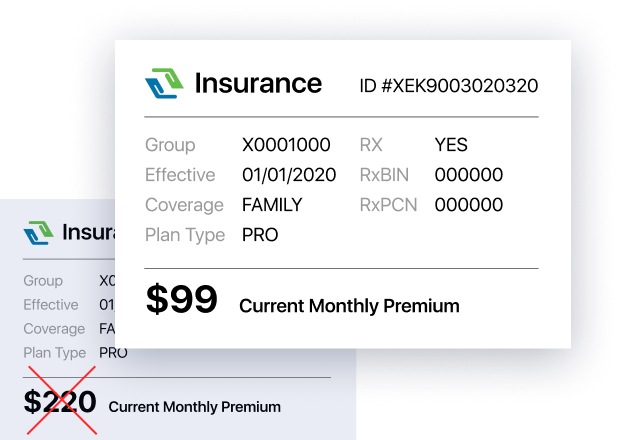 Insurance ID #XEK9003020320
Group X0001000 RX YES
Effective 01/01/2020 RxBIN 000000
Coverage FAMILY RxPCN 000000
Plan Type PRO
$99 Current Monthly Premium
Insura
Group X0
Effective 01
Coverage FA
Plan Type PRO
$220 Current Monthly Premium